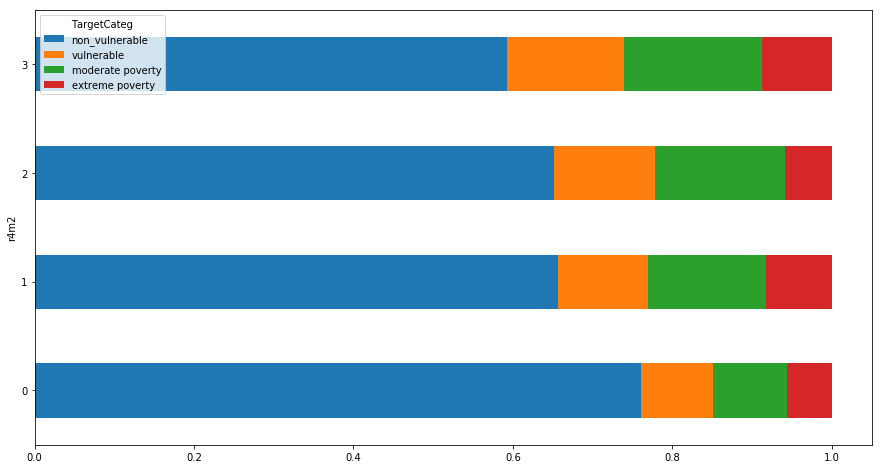 TargetCateg
non_vulnerable
vulnerable
moderate poverty
extreme poverty
3
2
r4m2
1
0
0.0 0.2 0.4 0.6 0.8 1.0